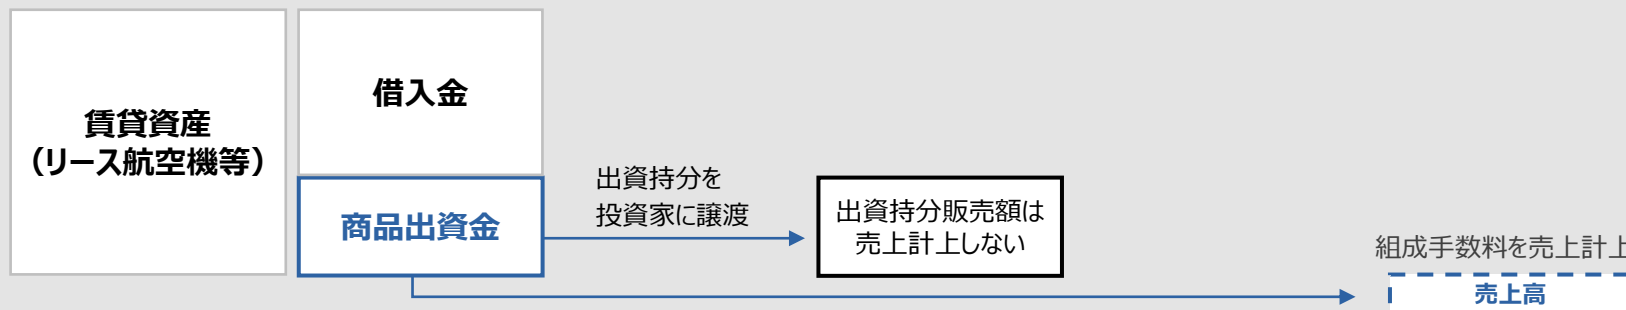 賃貸資産
（リース航空機等）
借入金
商品出資金
出資持分を
投資家に譲渡
出資持分販売額は
売上計上しない
組成手数料を売上計上
売上高